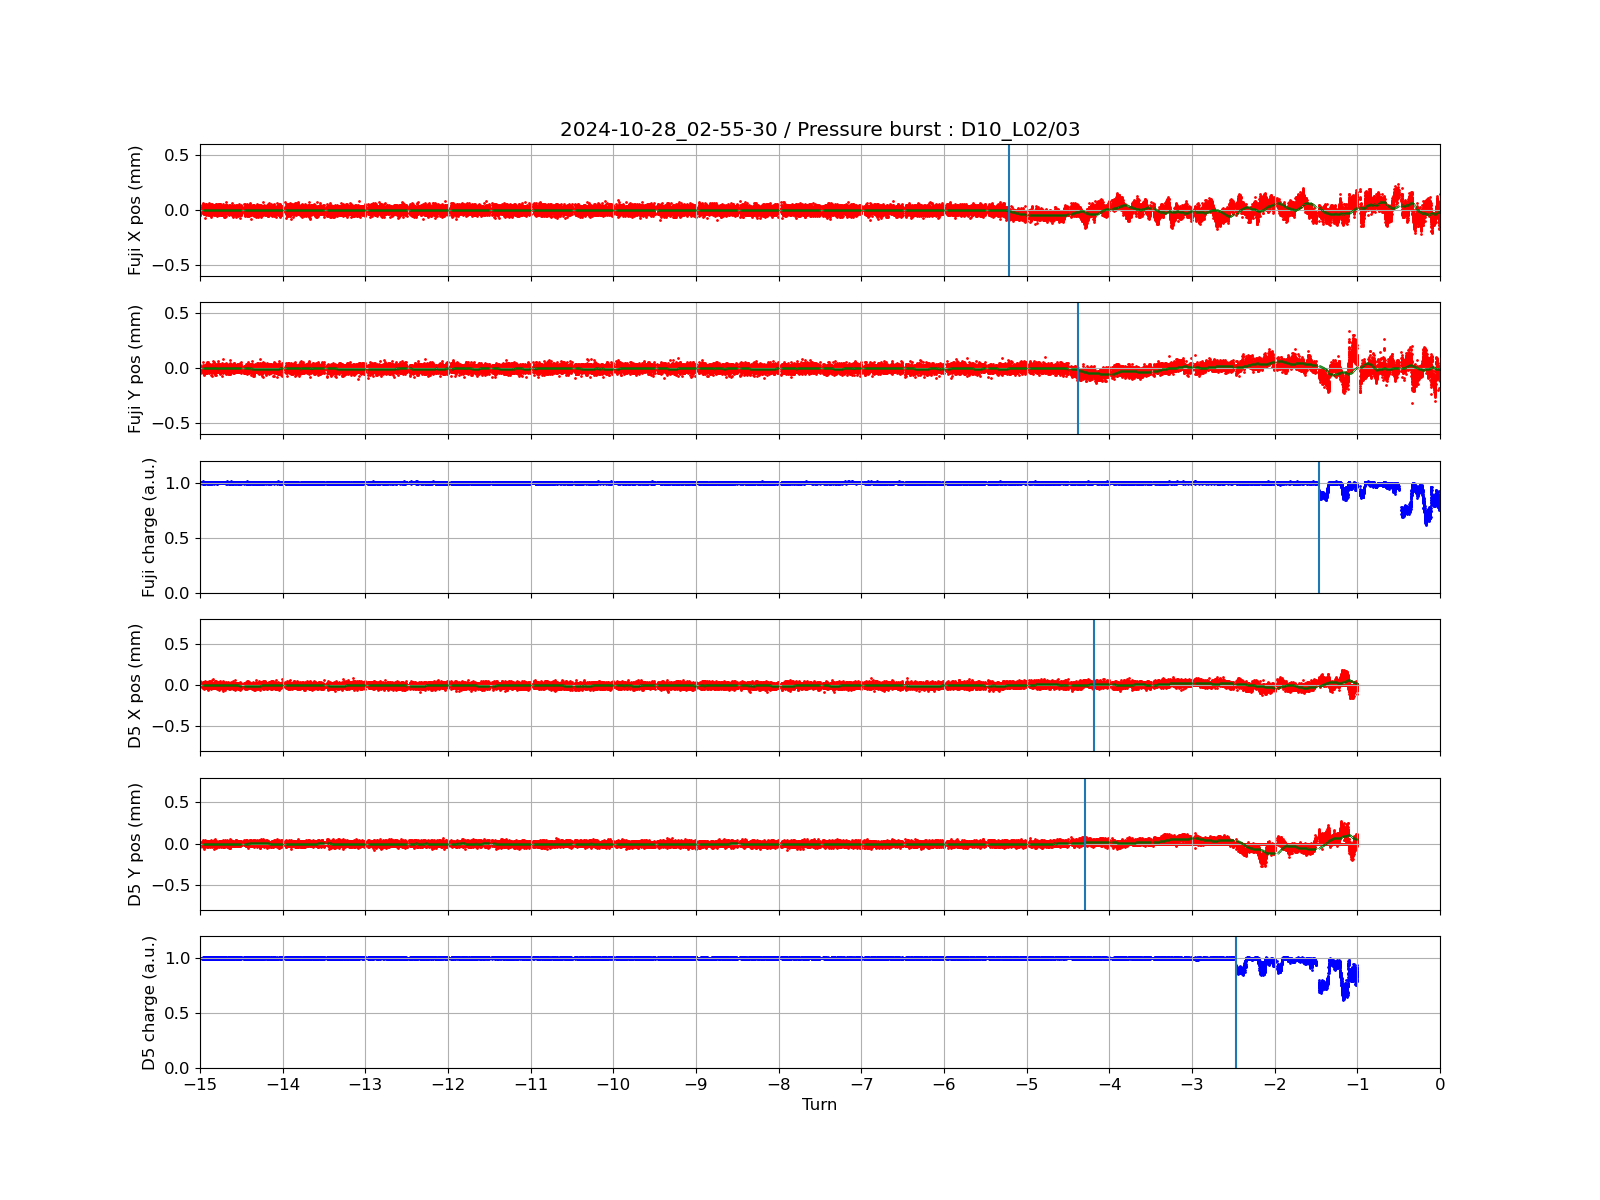 2024-10-28_02-55-30 / Pressure burst : D10_L02/03
Fuji X pos (mm)
0.5
0.0
−0.5
Fuji Y pos (mm)
0.5
0.0
−0.5
Fuji charge (a.u.)
1.0
0.5
0.0
D5 X pos (mm)
0.5
0.0
−0.5
D5 Y pos (mm)
0.5
0.0
−0.5
D5 charge (a.u.)
1.0
0.5
0.0
−15 −14 −13 −12 −11 −10 −9 −8 −7 −6 −5 −4 −3 −2 −1 0
Turn